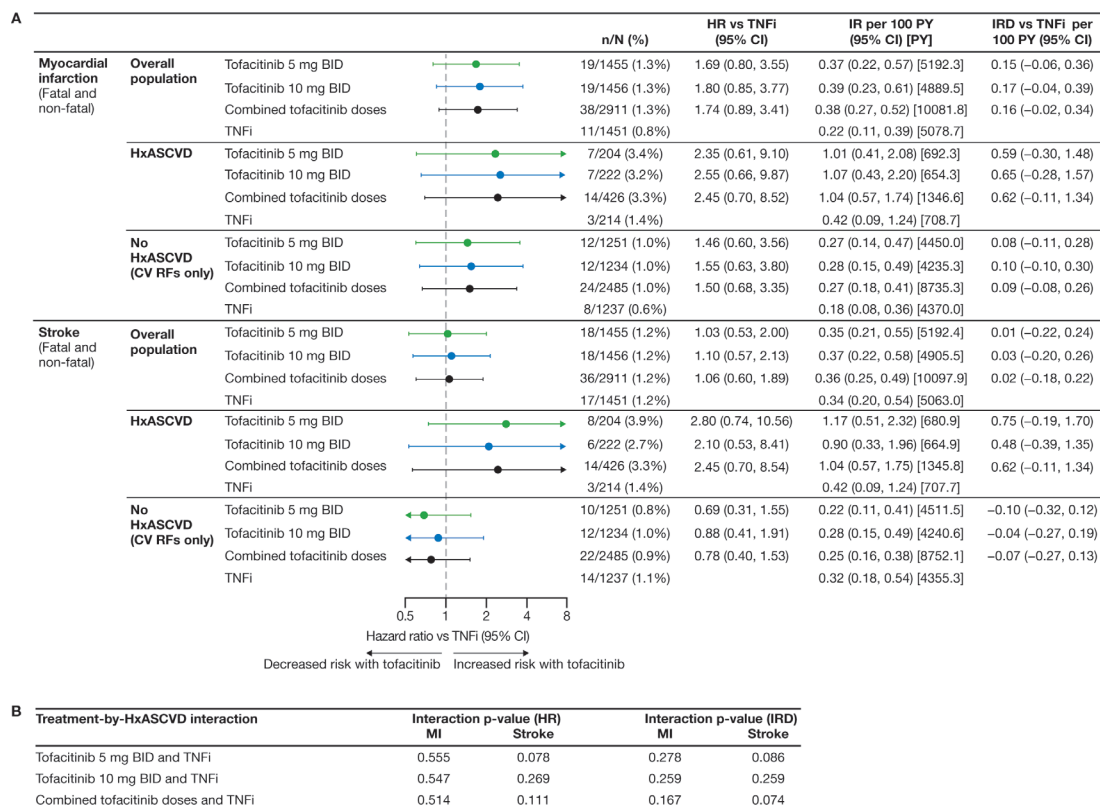 A
n/N (%) HR vs TNFi (95% CI) IR per 100 PY (95% CI) [PY] IRD vs TNFi per 100 PY (95% CI)
Myocardial infarction (Fatal and non-fatal) Overall population Tofacitinib 5 mg BID 19/1455 (1.3%) 1.69 (0.80, 3.55) 0.37 (0.22, 0.57) [5192.3] 0.15 (−0.06, 0.36)
Tofacitinib 10 mg BID 19/1456 (1.3%) 1.80 (0.85, 3.77) 0.39 (0.23, 0.61) [4889.5] 0.17 (−0.04, 0.39)
Combined tofacitinib doses 38/2911 (1.3%) 1.74 (0.89, 3.41) 0.38 (0.27, 0.52) [10081.8] 0.16 (−0.02, 0.34)
TNFi 11/1451 (0.8%) 0.22 (0.11, 0.39) [5078.7]
HxASCVD Tofacitinib 5 mg BID 7/204 (3.4%) 2.35 (0.61, 9.10) 1.01 (0.41, 2.08) [692.3] 0.59 (−0.30, 1.48)
Tofacitinib 10 mg BID 7/222 (3.2%) 2.55 (0.66, 9.87) 1.07 (0.43, 2.20) [654.3] 0.65 (−0.28, 1.57)
Combined tofacitinib doses 14/426 (3.3%) 2.45 (0.70, 8.52) 1.04 (0.57, 1.74) [1346.6] 0.62 (−0.11, 1.34)
TNFi 3/214 (1.4%) 0.42 (0.09, 1.24) [708.7]
No HxASCVD (CV RFs only) Tofacitinib 5 mg BID 12/1251 (1.0%) 1.46 (0.60, 3.56) 0.27 (0.14, 0.47) [4450.0] 0.08 (−0.11, 0.28)
Tofacitinib 10 mg BID 12/1234 (1.0%) 1.55 (0.63, 3.80) 0.28 (0.15, 0.49) [4235.3] 0.10 (−0.10, 0.30)
Combined tofacitinib doses 24/2485 (1.0%) 1.50 (0.68, 3.35) 0.27 (0.18, 0.41) [8735.3] 0.09 (−0.08, 0.26)
TNFi 8/1237 (0.6%) 0.18 (0.08, 0.36) [4370.0]
Stroke (Fatal and non-fatal) Overall population Tofacitinib 5 mg BID 18/1455 (1.2%) 1.03 (0.53, 2.00) 0.35 (0.21, 0.55) [5192.4] 0.01 (−0.22, 0.24)
Tofacitinib 10 mg BID 18/1456 (1.2%) 1.10 (0.57, 2.13) 0.37 (0.22, 0.58) [4905.5] 0.03 (−0.20, 0.26)
Combined tofacitinib doses 36/2911 (1.2%) 1.06 (0.60, 1.89) 0.36 (0.25, 0.49) [10097.9] 0.02 (−0.18, 0.22)
TNFi 17/1451 (1.2%) 0.34 (0.20, 0.54) [5063.0]
HxASCVD Tofacitinib 5 mg BID 8/204 (3.9%) 2.80 (0.74, 10.56) 1.17 (0.51, 2.32) [680.9] 0.75 (−0.19, 1.70)
Tofacitinib 10 mg BID 6/222 (2.7%) 2.10 (0.53, 8.41) 0.90 (0.33, 1.96) [664.9] 0.48 (−0.39, 1.35)
Combined tofacitinib doses 14/426 (3.3%) 2.45 (0.70, 8.54) 1.04 (0.57, 1.75) [1345.8] 0.62 (−0.11, 1.34)
TNFi 3/214 (1.4%) 0.42 (0.09, 1.24) [707.7]
No HxASCVD (CV RFs only) Tofacitinib 5 mg BID 10/1251 (0.8%) 0.69 (0.31, 1.55) 0.22 (0.11, 0.41) [4511.5] −0.10 (−0.32, 0.12)
Tofacitinib 10 mg BID 12/1234 (1.0%) 0.88 (0.41, 1.91) 0.28 (0.15, 0.49) [4240.6] −0.04 (−0.27, 0.19)
Combined tofacitinib doses 22/2485 (0.9%) 0.78 (0.40, 1.53) 0.25 (0.16, 0.38) [8752.1] −0.07 (−0.27, 0.13)
TNFi 14/1237 (1.1%) 0.32 (0.18, 0.54) [4355.3]
0.5 1 2 4 8
Hazard ratio vs TNFi (95% CI)
Decreased risk with tofacitinib Increased risk with tofacitinib
B
Treatment-by-HxASCVD interaction Interaction p-value (HR) Interaction p-value (IRD)
MI Stroke MI Stroke
Tofacitinib 5 mg BID and TNFi 0.555 0.078 0.278 0.086
Tofacitinib 10 mg BID and TNFi 0.547 0.269 0.259 0.259
Combined tofacitinib doses and TNFi 0.514 0.111 0.167 0.074